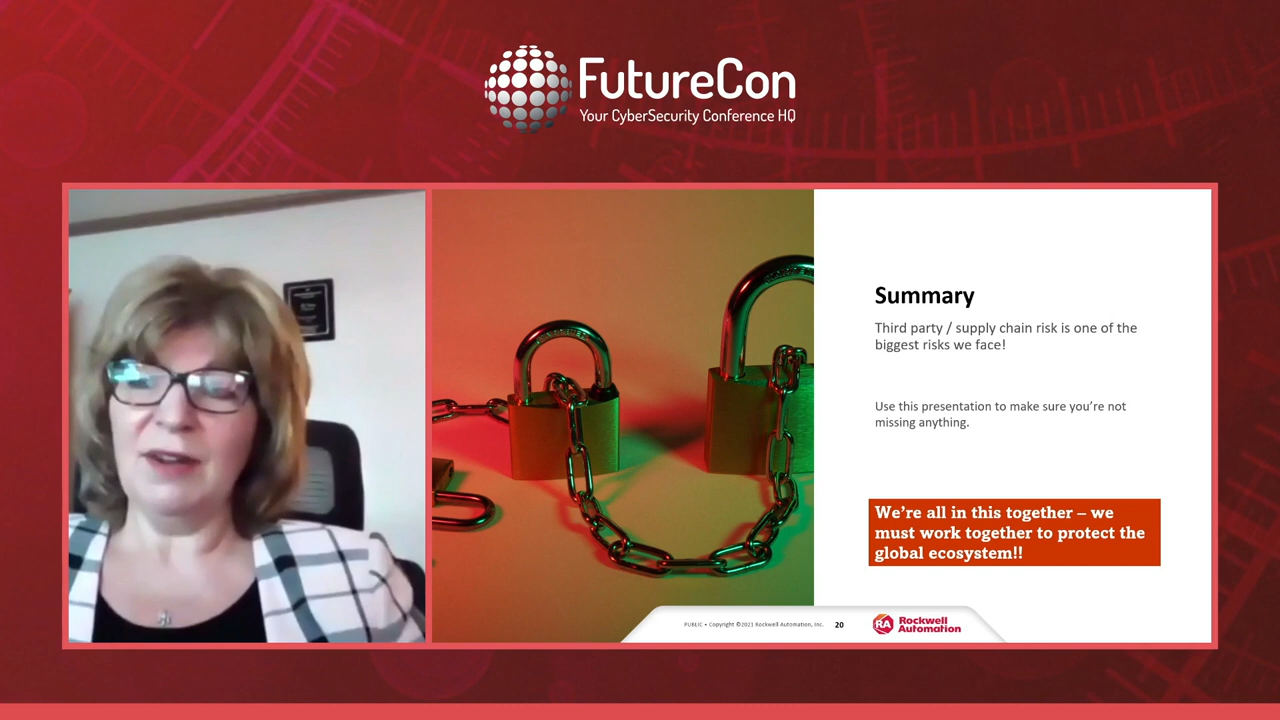 FutureCon
Your CyberSecurity Conference HQ
Summary
Third party / supply chain risk is one of the
biggest risks we face!
Use this presentation to make sure you're not
missing anything.
We're all in this together – we
must work together to protect the
global ecosystem!!
PUBLIC • Copyright ©2021 Rockwell Automation, Inc.
20
RA
Rockwell
Automation